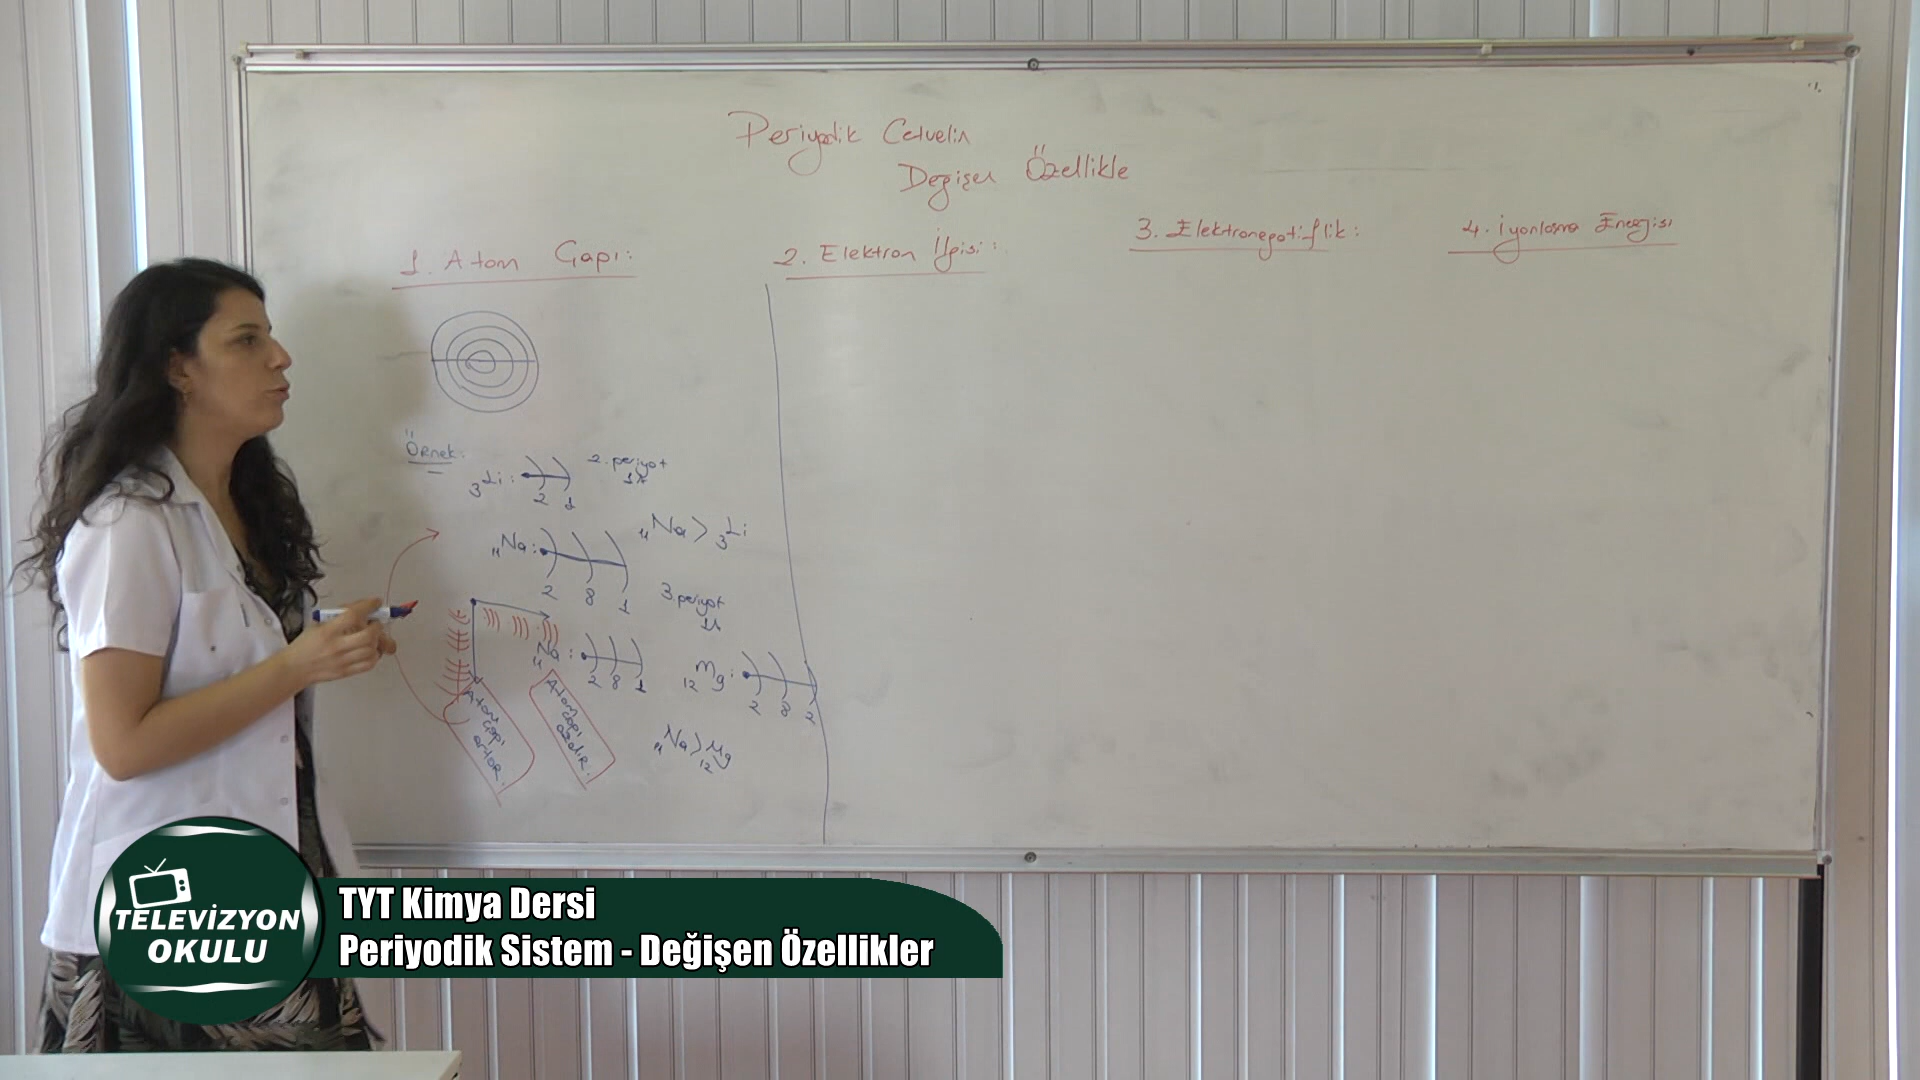 Periyodik Cetvelin
Değişen Özellikle
1. Atom Çapı:
2. Elektron İlgisi:
3. Elektronegatiflik:
4. İyonlaşma Enerjisi
Örnek:
3Li:
2 1
2. periyot
1A
11Na:
2 8 1
11Na > 3Li
3. periyot
1A
11Na:
2 8 1
12Mg:
2 8 2
11Na > 12Mg
Atom
çapı
artar.
Atom
çapı
azalır.
TELEVİZYON
OKULU
TYT Kimya Dersi
Periyodik Sistem - Değişen Özellikler